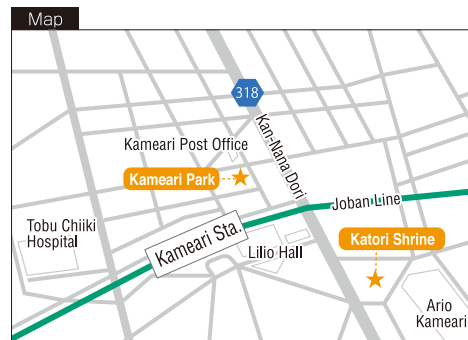 Map
318
Kan-Nana Dori
Kameari Post Office
Kameari Park
Joban Line
Tobu Chiiki
Hospital
Kameari Sta.
Lilio Hall
Katori Shrine
Ario
Kameari